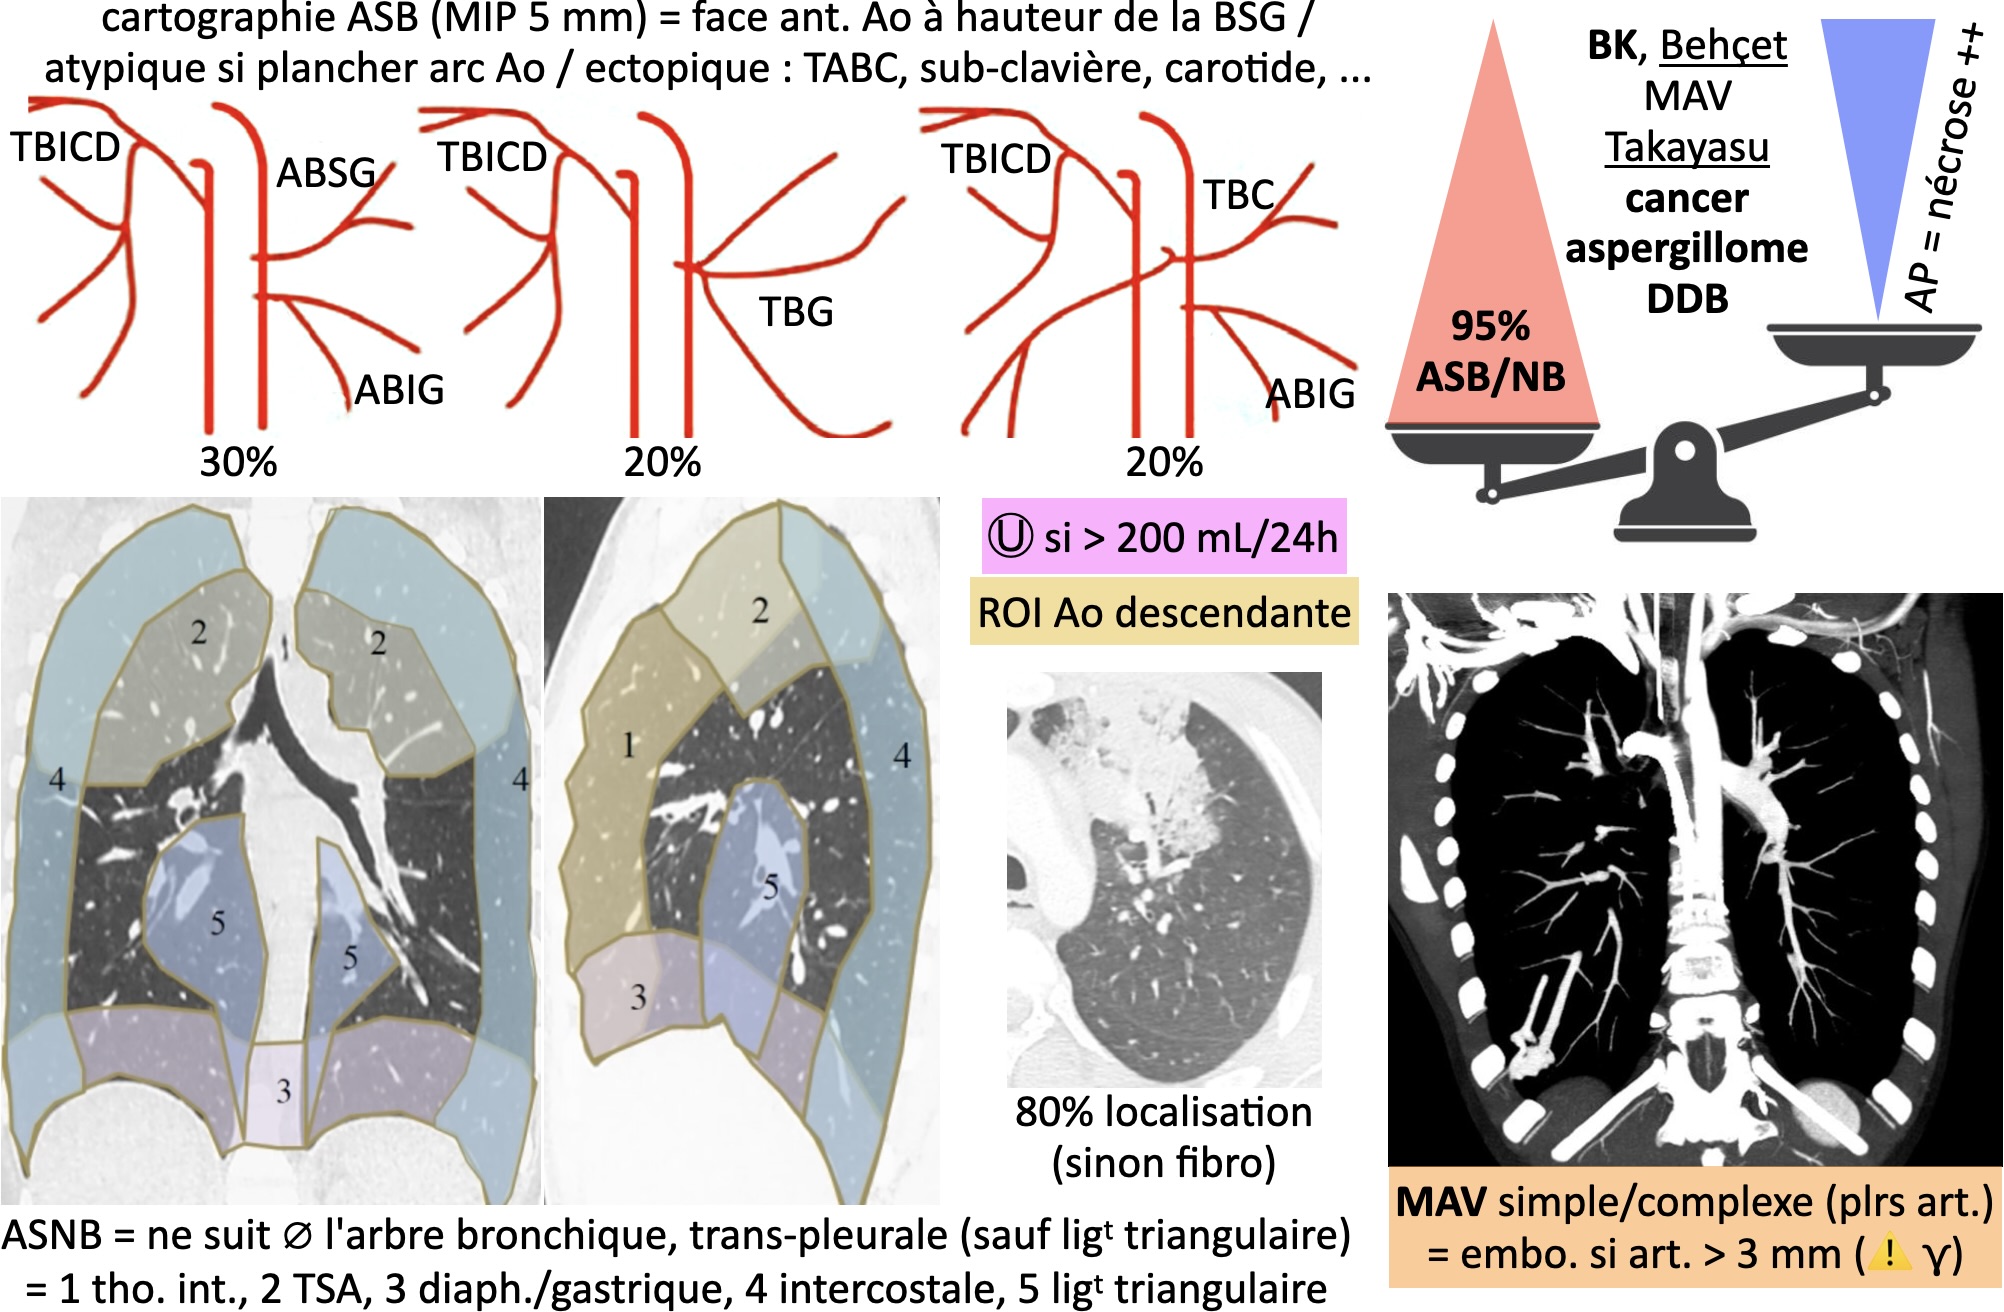 cartographie ASB (MIP 5 mm) = face ant. Ao à hauteur de la BSG /
atypique si plancher arc Ao / ectopique : TABC, sub-clavière, carotide, ...
TBICD
ABSG
ABIG
30%
TBICD
TBG
20%
TBICD
TBC
ABIG
20%
BK, Behçet
MAV
Takayasu
cancer
aspergillome
DDB
95%
ASB/NB
AP = nécrose ++
2
2
4
4
5
5
3
2
1
4
5
3
Ⓤ si > 200 mL/24h
ROI Ao descendante
80% localisation
(sinon fibro)
MAV simple/complexe (plrs art.)
= embo. si art. > 3 mm (⚠️ Ɣ)
ASNB = ne suit ∅ l'arbre bronchique, trans-pleurale (sauf ligᵗ triangulaire)
= 1 tho. int., 2 TSA, 3 diaph./gastrique, 4 intercostale, 5 ligᵗ triangulaire